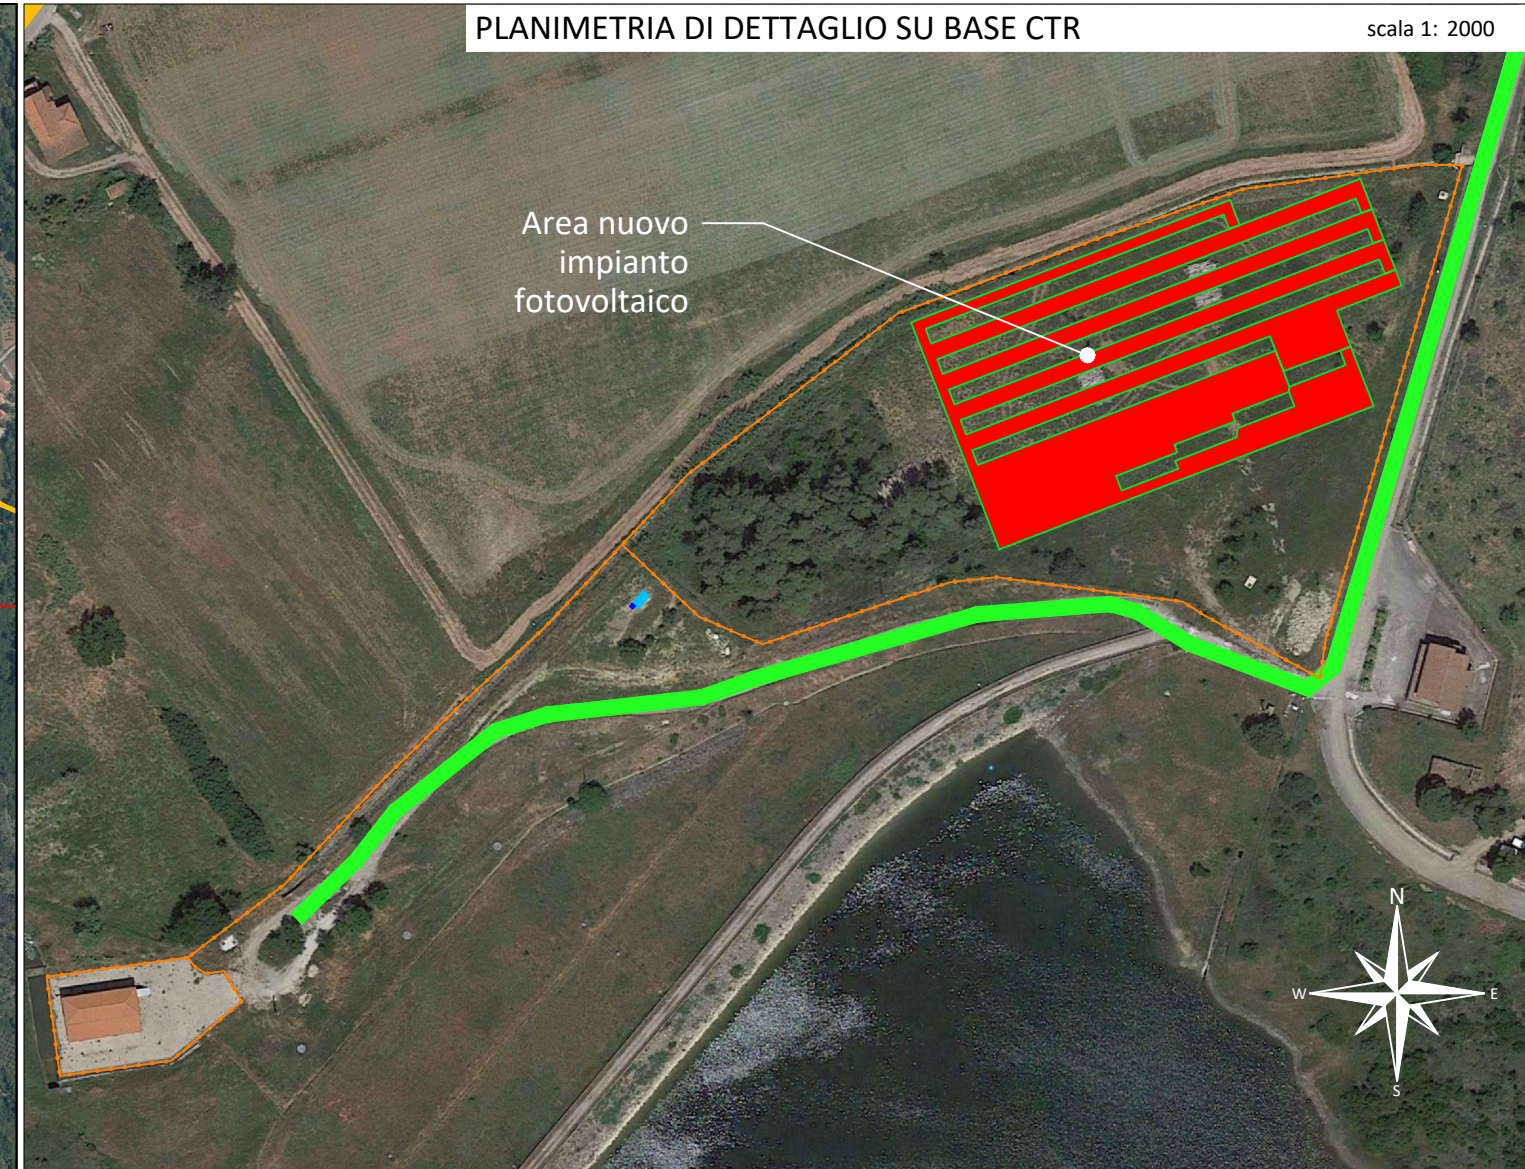 PLANIMETRIA DI DETTAGLIO SU BASE CTR
scala 1: 2000
Area nuovo
impianto
fotovoltaico
N
W
E
S